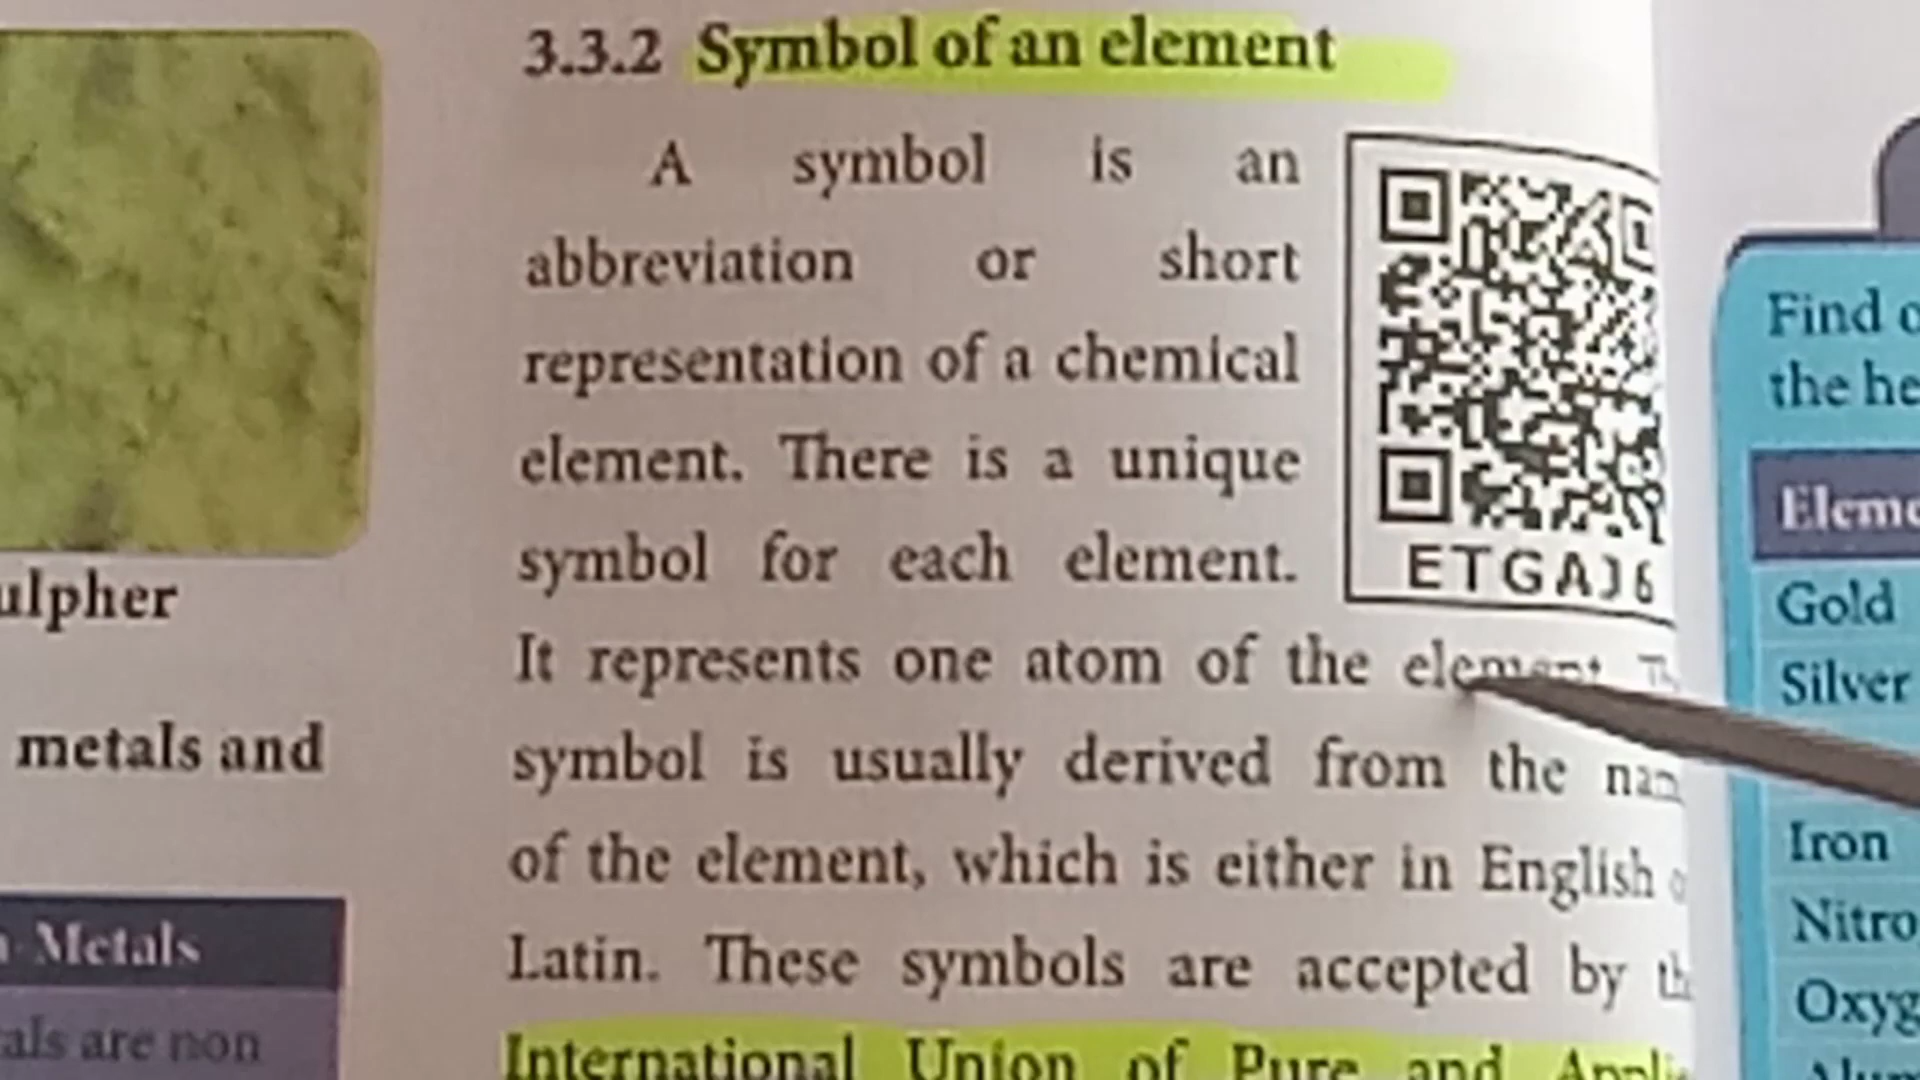 3.3.2 Symbol of an element
A symbol is an
abbreviation or short
representation of a chemical
element. There is a unique
symbol for each element.
It represents one atom of the element.
symbol is usually derived from the
of the element, which is either in English
Latin. These symbols are accepted by
International Union of Pure and
ETGAJ6
ulpher
metals and
Metals
als are non
Find
the
Gold
Silver
Iron
Nitro
Oxyg